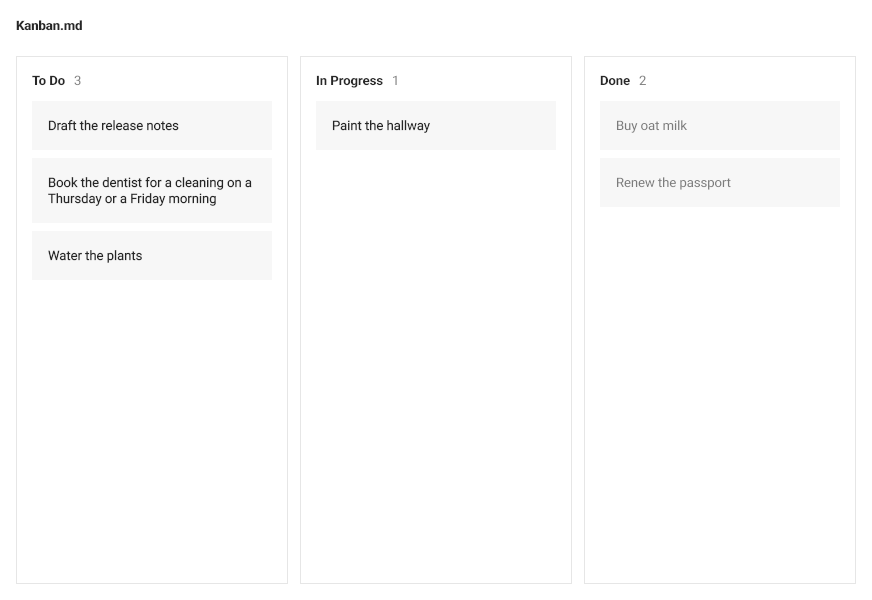 Kanban.md
To Do 3
Draft the release notes
Book the dentist for a cleaning on a
Thursday or a Friday morning
Water the plants
In Progress 1
Paint the hallway
Done 2
Buy oat milk
Renew the passport